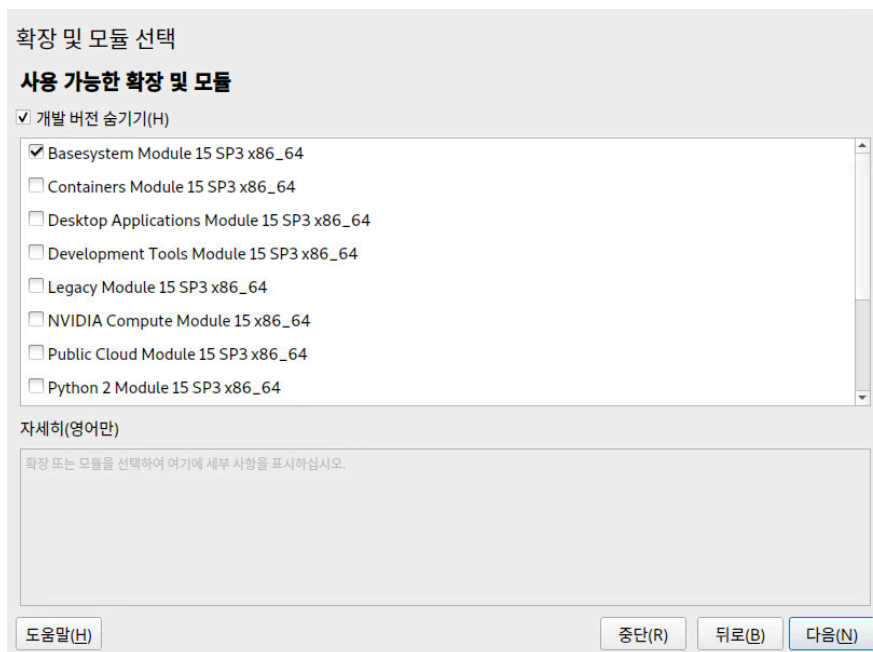 확장 및 모듈 선택
사용 가능한 확장 및 모듈
개발 버전 숨기기(H)
Basesystem Module 15 SP3 x86_64
Containers Module 15 SP3 x86_64
Desktop Applications Module 15 SP3 x86_64
Development Tools Module 15 SP3 x86_64
Legacy Module 15 SP3 x86_64
NVIDIA Compute Module 15 x86_64
Public Cloud Module 15 SP3 x86_64
Python 2 Module 15 SP3 x86_64
자세히(영어만)
확장 또는 모듈을 선택하여 여기에 세부 사항을 표시하십시오.
도움말(H) 중단(R) 뒤로(B) 다음(N)